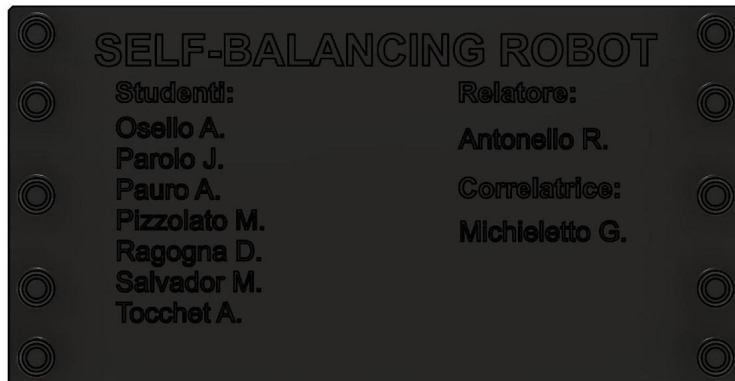 SELF-BALANCING ROBOT
Studenti:
Osello A.
Parolo J.
Pauro A.
Pizzolato M.
Ragogna D.
Salvador M.
Tocchet A.
Relatore:
Antonello R.
Correlatrice:
Michieletto G.